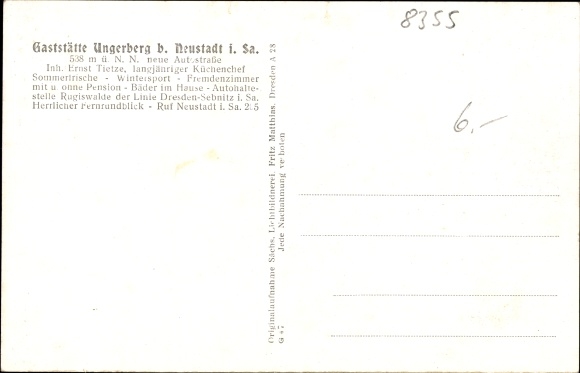 Gaststätte Ungerberg b. Neustadt i. Sa.
538 m ü. N. N. neue Autostraße
Inh. Ernst Tietze, langjähriger Küchenchef
Sommerfrische - Wintersport - Fremdenzimmer
mit u. ohne Pension - Bäder im Hause - Autohalte-
stelle Rugiswalde der Linie Dresden-Sebnitz i. Sa.
Herrlicher Fernrundblick - Ruf Neustadt i. Sa.
Originalaufnahme Sächs. Lichtbildnerei. Fritz Matthias, Dresden A 28
Jede Nachahmung verboten
8355
6.-